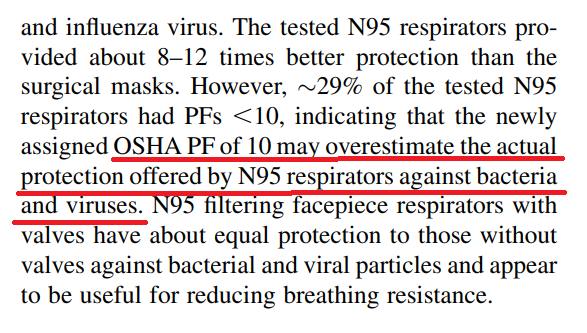 and influenza virus. The tested N95 respirators pro-
vided about 8–12 times better protection than the
surgical masks. However, ∼29% of the tested N95
respirators had PFs <10, indicating that the newly
assigned OSHA PF of 10 may overestimate the actual
protection offered by N95 respirators against bacteria
and viruses. N95 filtering facepiece respirators with
valves have about equal protection to those without
valves against bacterial and viral particles and appear
to be useful for reducing breathing resistance.